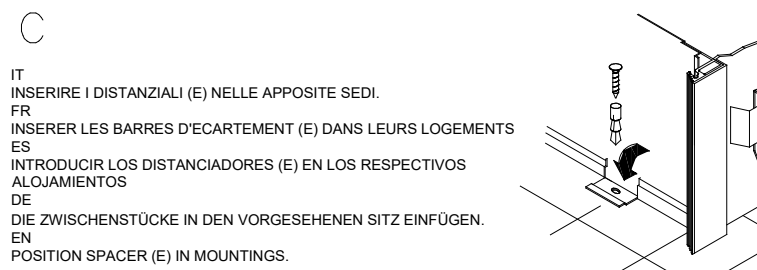 C
IT
INSERIRE I DISTANZIALI (E) NELLE APPOSITE SEDI.
FR
INSERER LES BARRES D'ECARTEMENT (E) DANS LEURS LOGEMENTS
ES
INTRODUCIR LOS DISTANCIADORES (E) EN LOS RESPECTIVOS
ALOJAMIENTOS
DE
DIE ZWISCHENSTÜCKE IN DEN VORGESEHENEN SITZ EINFÜGEN.
EN
POSITION SPACER (E) IN MOUNTINGS.